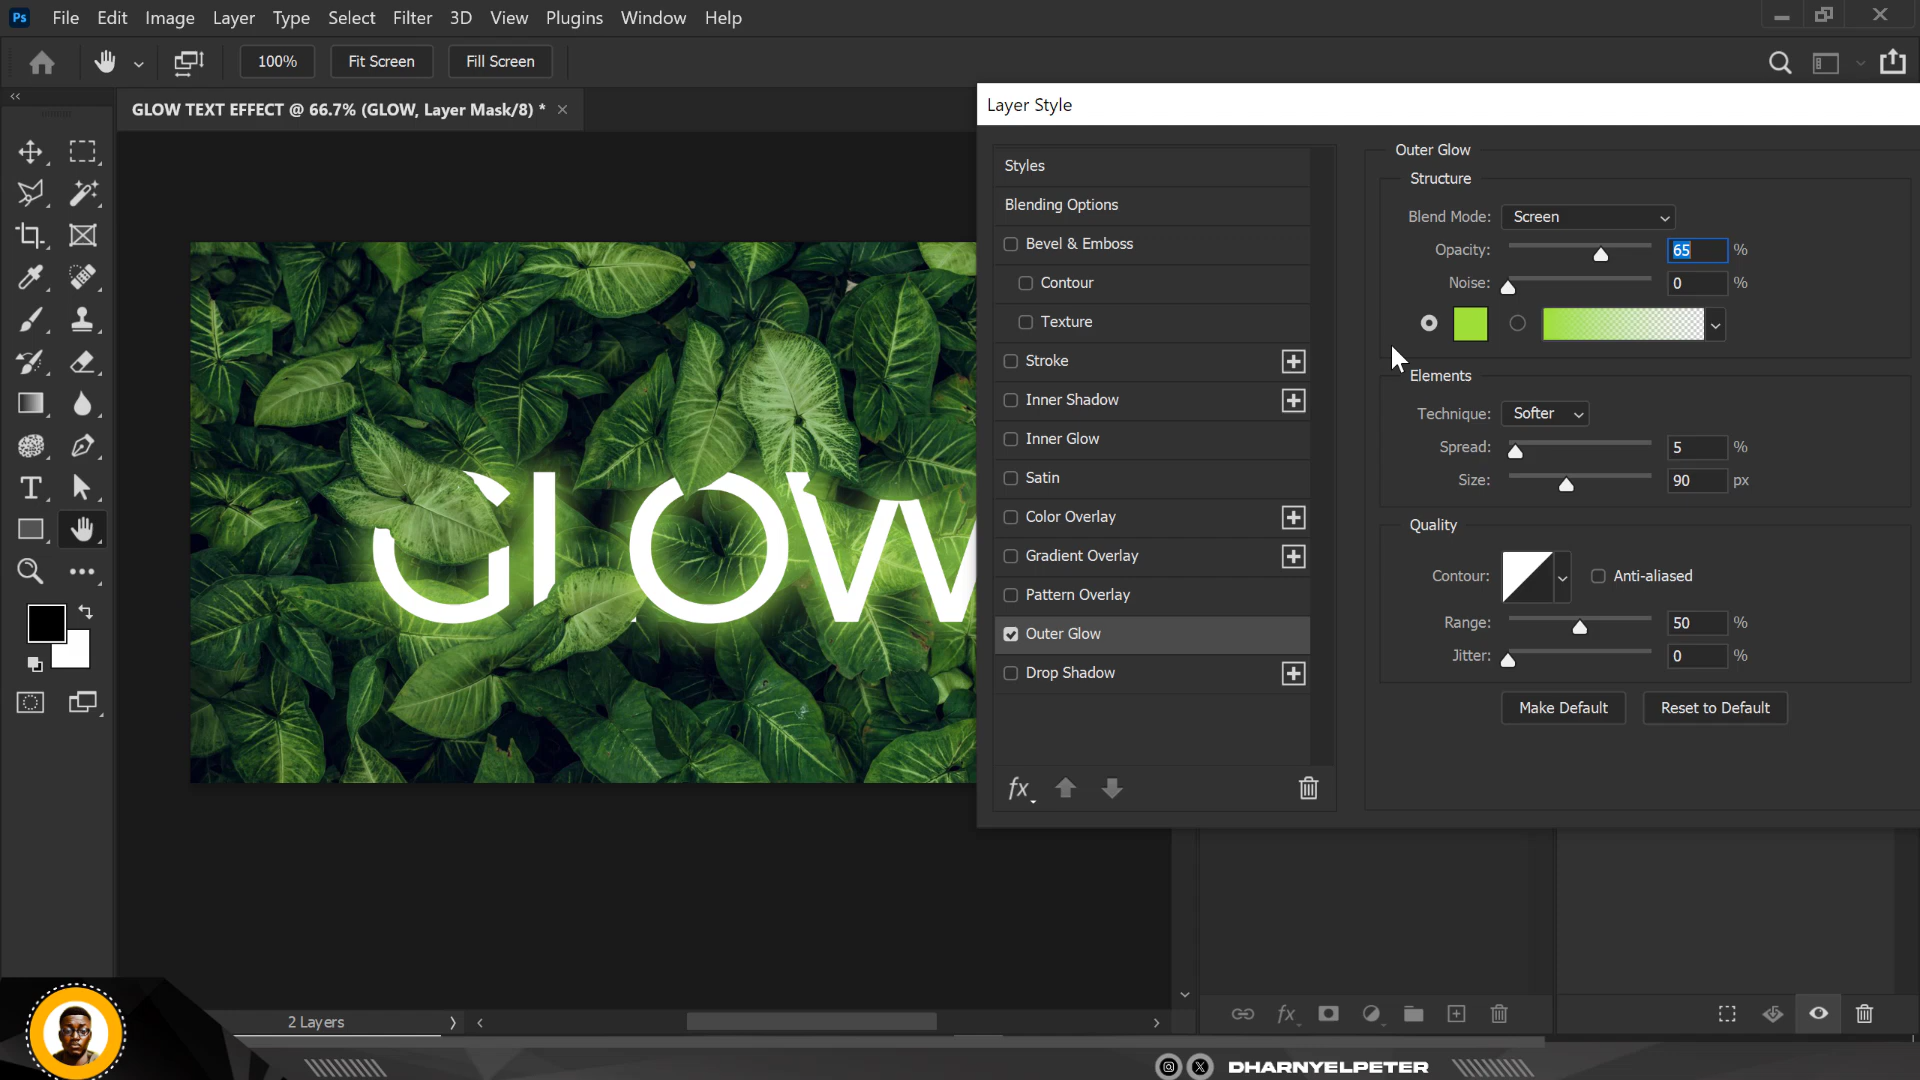 Ps File Edit Image Layer Type Select Filter 3D View Plugins Window Help
100% Fit Screen Fill Screen
GLOW TEXT EFFECT @ 66.7% (GLOW, Layer Mask/8) *
Layer Style
Styles
Blending Options
Bevel & Emboss
Contour
Texture
Stroke
Inner Shadow
Inner Glow
Satin
Color Overlay
Gradient Overlay
Pattern Overlay
Outer Glow
Drop Shadow
fx
Outer Glow
Structure
Blend Mode: Screen
Opacity: 65 %
Noise: 0 %
Elements
Technique: Softer
Spread: 5 %
Size: 90 px
Quality
Contour: Anti-aliased
Range: 50 %
Jitter: 0 %
Make Default Reset to Default
GLOW
2 Layers
fx
DHARNYELPETER